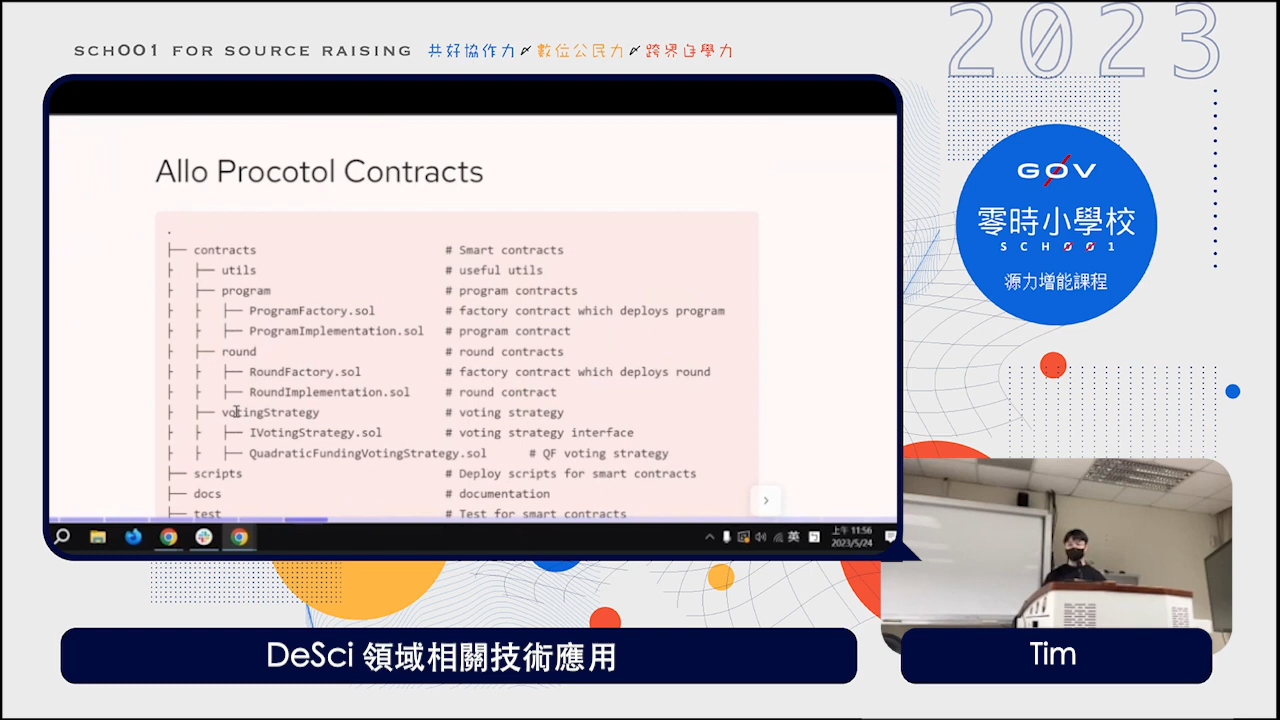 SCH001 FOR SOURCE RAISING 共好協作力 數位公民力 跨界自學力
2023
Allo Procotol Contracts
.
├── contracts # Smart contracts
├ ├── utils # useful utils
├ ├── program # program contracts
├ ├ ├── ProgramFactory.sol # factory contract which deploys program
├ ├ ├── ProgramImplementation.sol # program contract
├ ├── round # round contracts
├ ├ ├── RoundFactory.sol # factory contract which deploys round
├ ├ ├── RoundImplementation.sol # round contract
├ ├── votingStrategy # voting strategy
├ ├ ├── IVotingStrategy.sol # voting strategy interface
├ ├ ├── QuadraticFundingVotingStrategy.sol # QF voting strategy
├── scripts # Deploy scripts for smart contracts
├── docs # documentation
├── test # Test for smart contracts
英
上午 11:56
2023/5/24
G0V
零時小學校
SCH001
源力增能課程
DeSci 領域相關技術應用
Tim